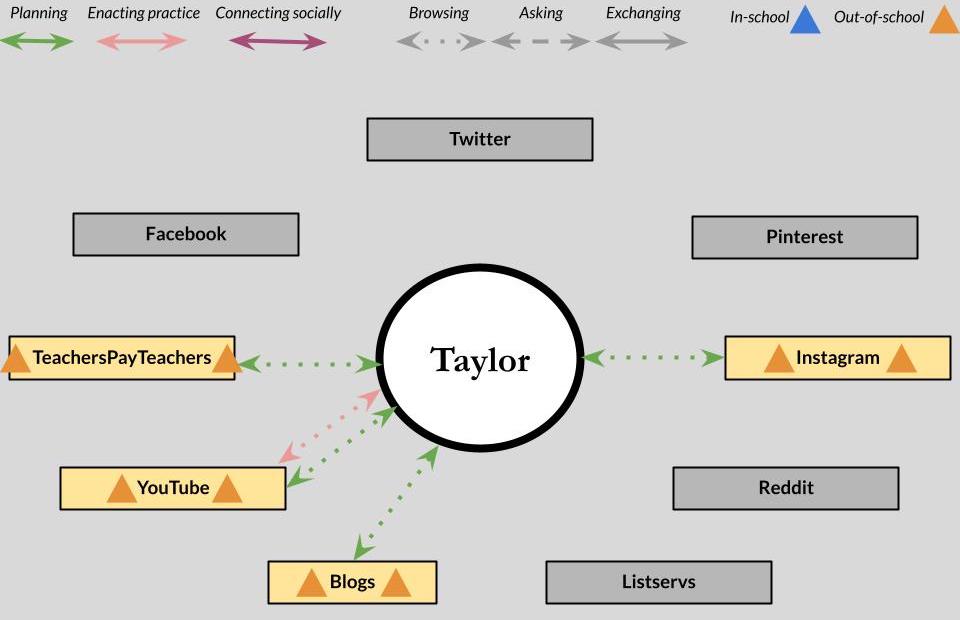 Planning Enacting practice Connecting socially Browsing Asking Exchanging In-school Out-of-school
Twitter
Facebook
Pinterest
Taylor
TeachersPayTeachers
Instagram
YouTube
Reddit
Blogs
Listservs